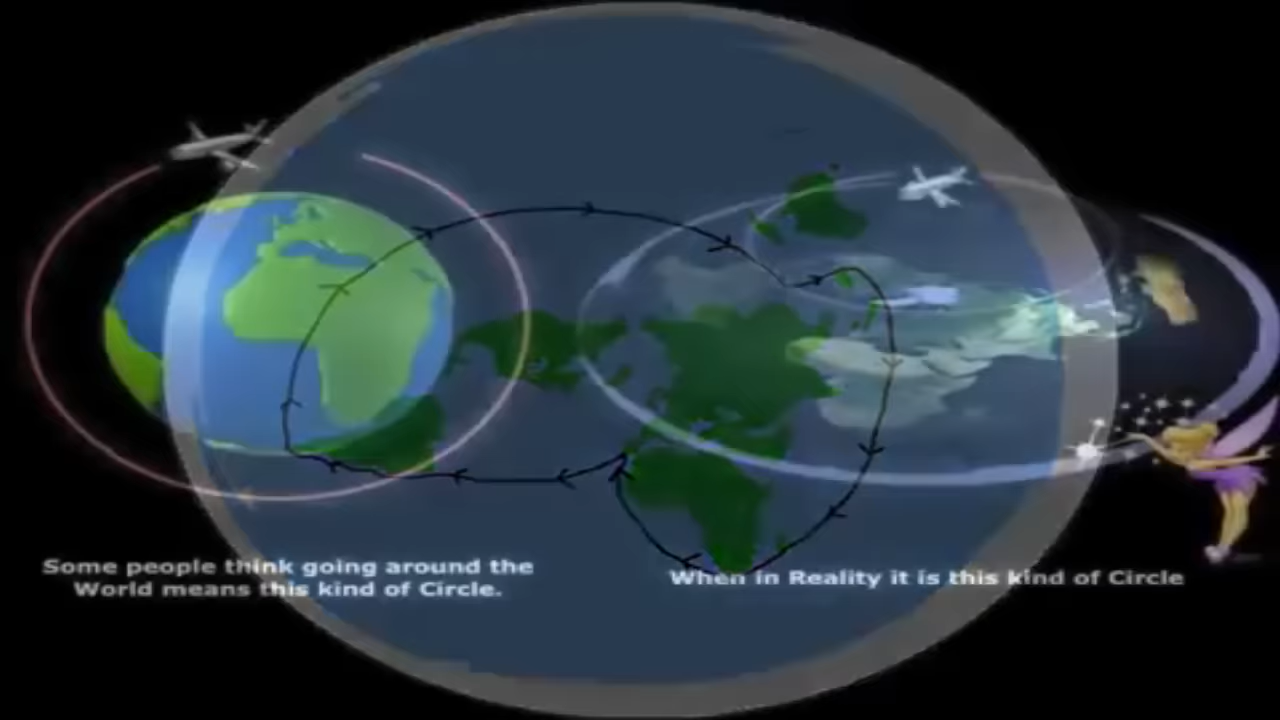 Some people think going around the
World means this kind of Circle.
When in Reality it is this kind of Circle